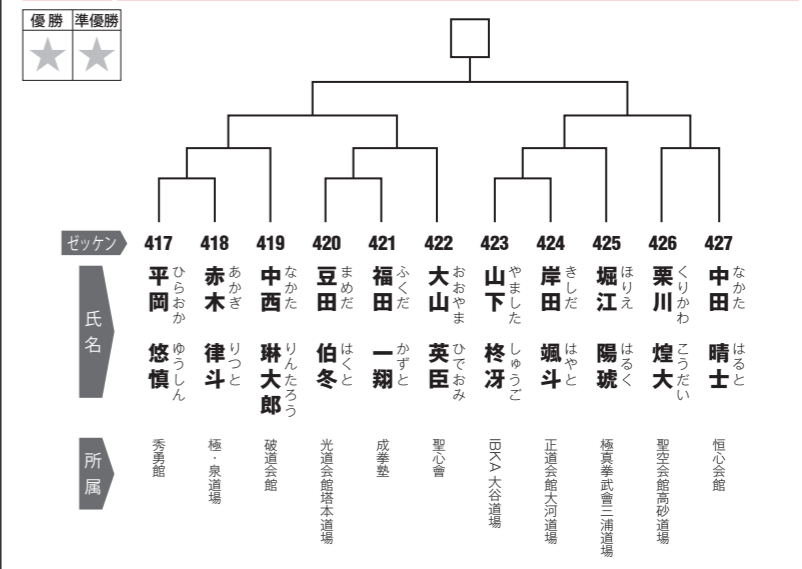 優勝 準優勝
ゼッケン 417 418 419 420 421 422 423 424 425 426 427
氏名
平岡 悠慎 ひらおか ゆうしん
赤木 律斗 あかぎ りつと
中西 琳大郎 なかた りんたろう
豆田 伯冬 まめだ はくと
福田 一翔 ふくだ かずと
大山 英臣 おおやま ひでおみ
山下 柊冴 やました しゅうご
岸田 颯斗 きしだ はやと
堀江 陽琥 ほりえ はるく
栗川 煌大 くりかわ こうだい
中田 晴士 なかた はると
所属
秀勇館
極・泉道場
破道会館
光道会館塔本道場
成拳塾
聖心會
IBKA 大谷道場
正道会館大河道場
極真拳武會三浦道場
聖空会館高砂道場
恒心会館